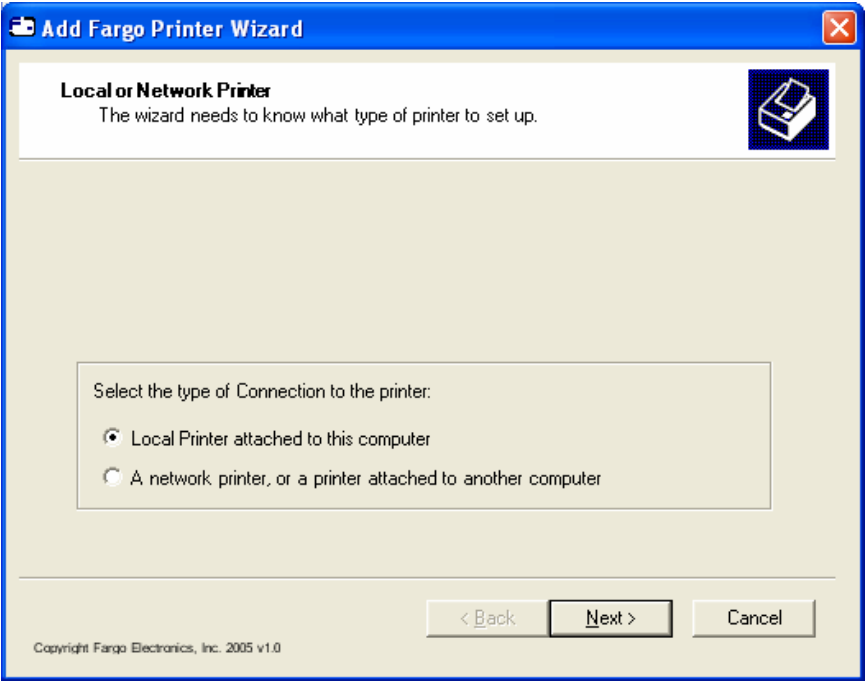 Add Fargo Printer Wizard
Local or Network Printer
The wizard needs to know what type of printer to set up.
Select the type of Connection to the printer:
Local Printer attached to this computer
A network printer, or a printer attached to another computer
< Back
Next >
Cancel
Copyright Fargo Electronics, Inc. 2005 v1.0